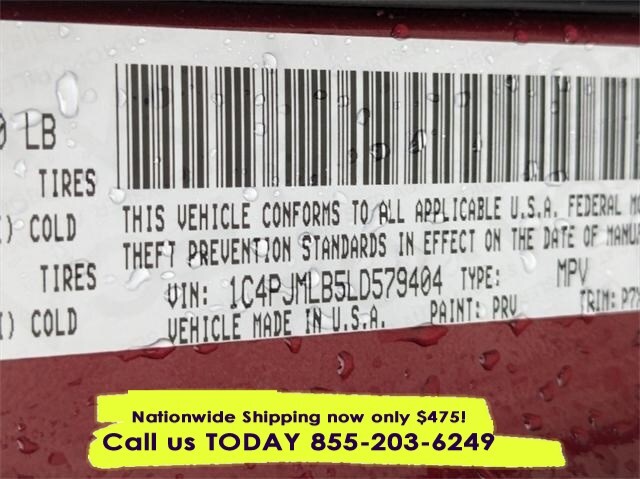 0 LB
TIRES
COLD
TIRES
COLD
THIS VEHICLE CONFORMS TO ALL APPLICABLE U.S.A. FEDERAL
THEFT PREVENTION STANDARDS IN EFFECT ON THE DATE OF
VIN: 1C4PJMLB5LD579404 TYPE: MPV
VEHICLE MADE IN U.S.A. PAINT: PRV TRIM:
Nationwide Shipping now only $475!
Call us TODAY 855-203-6249